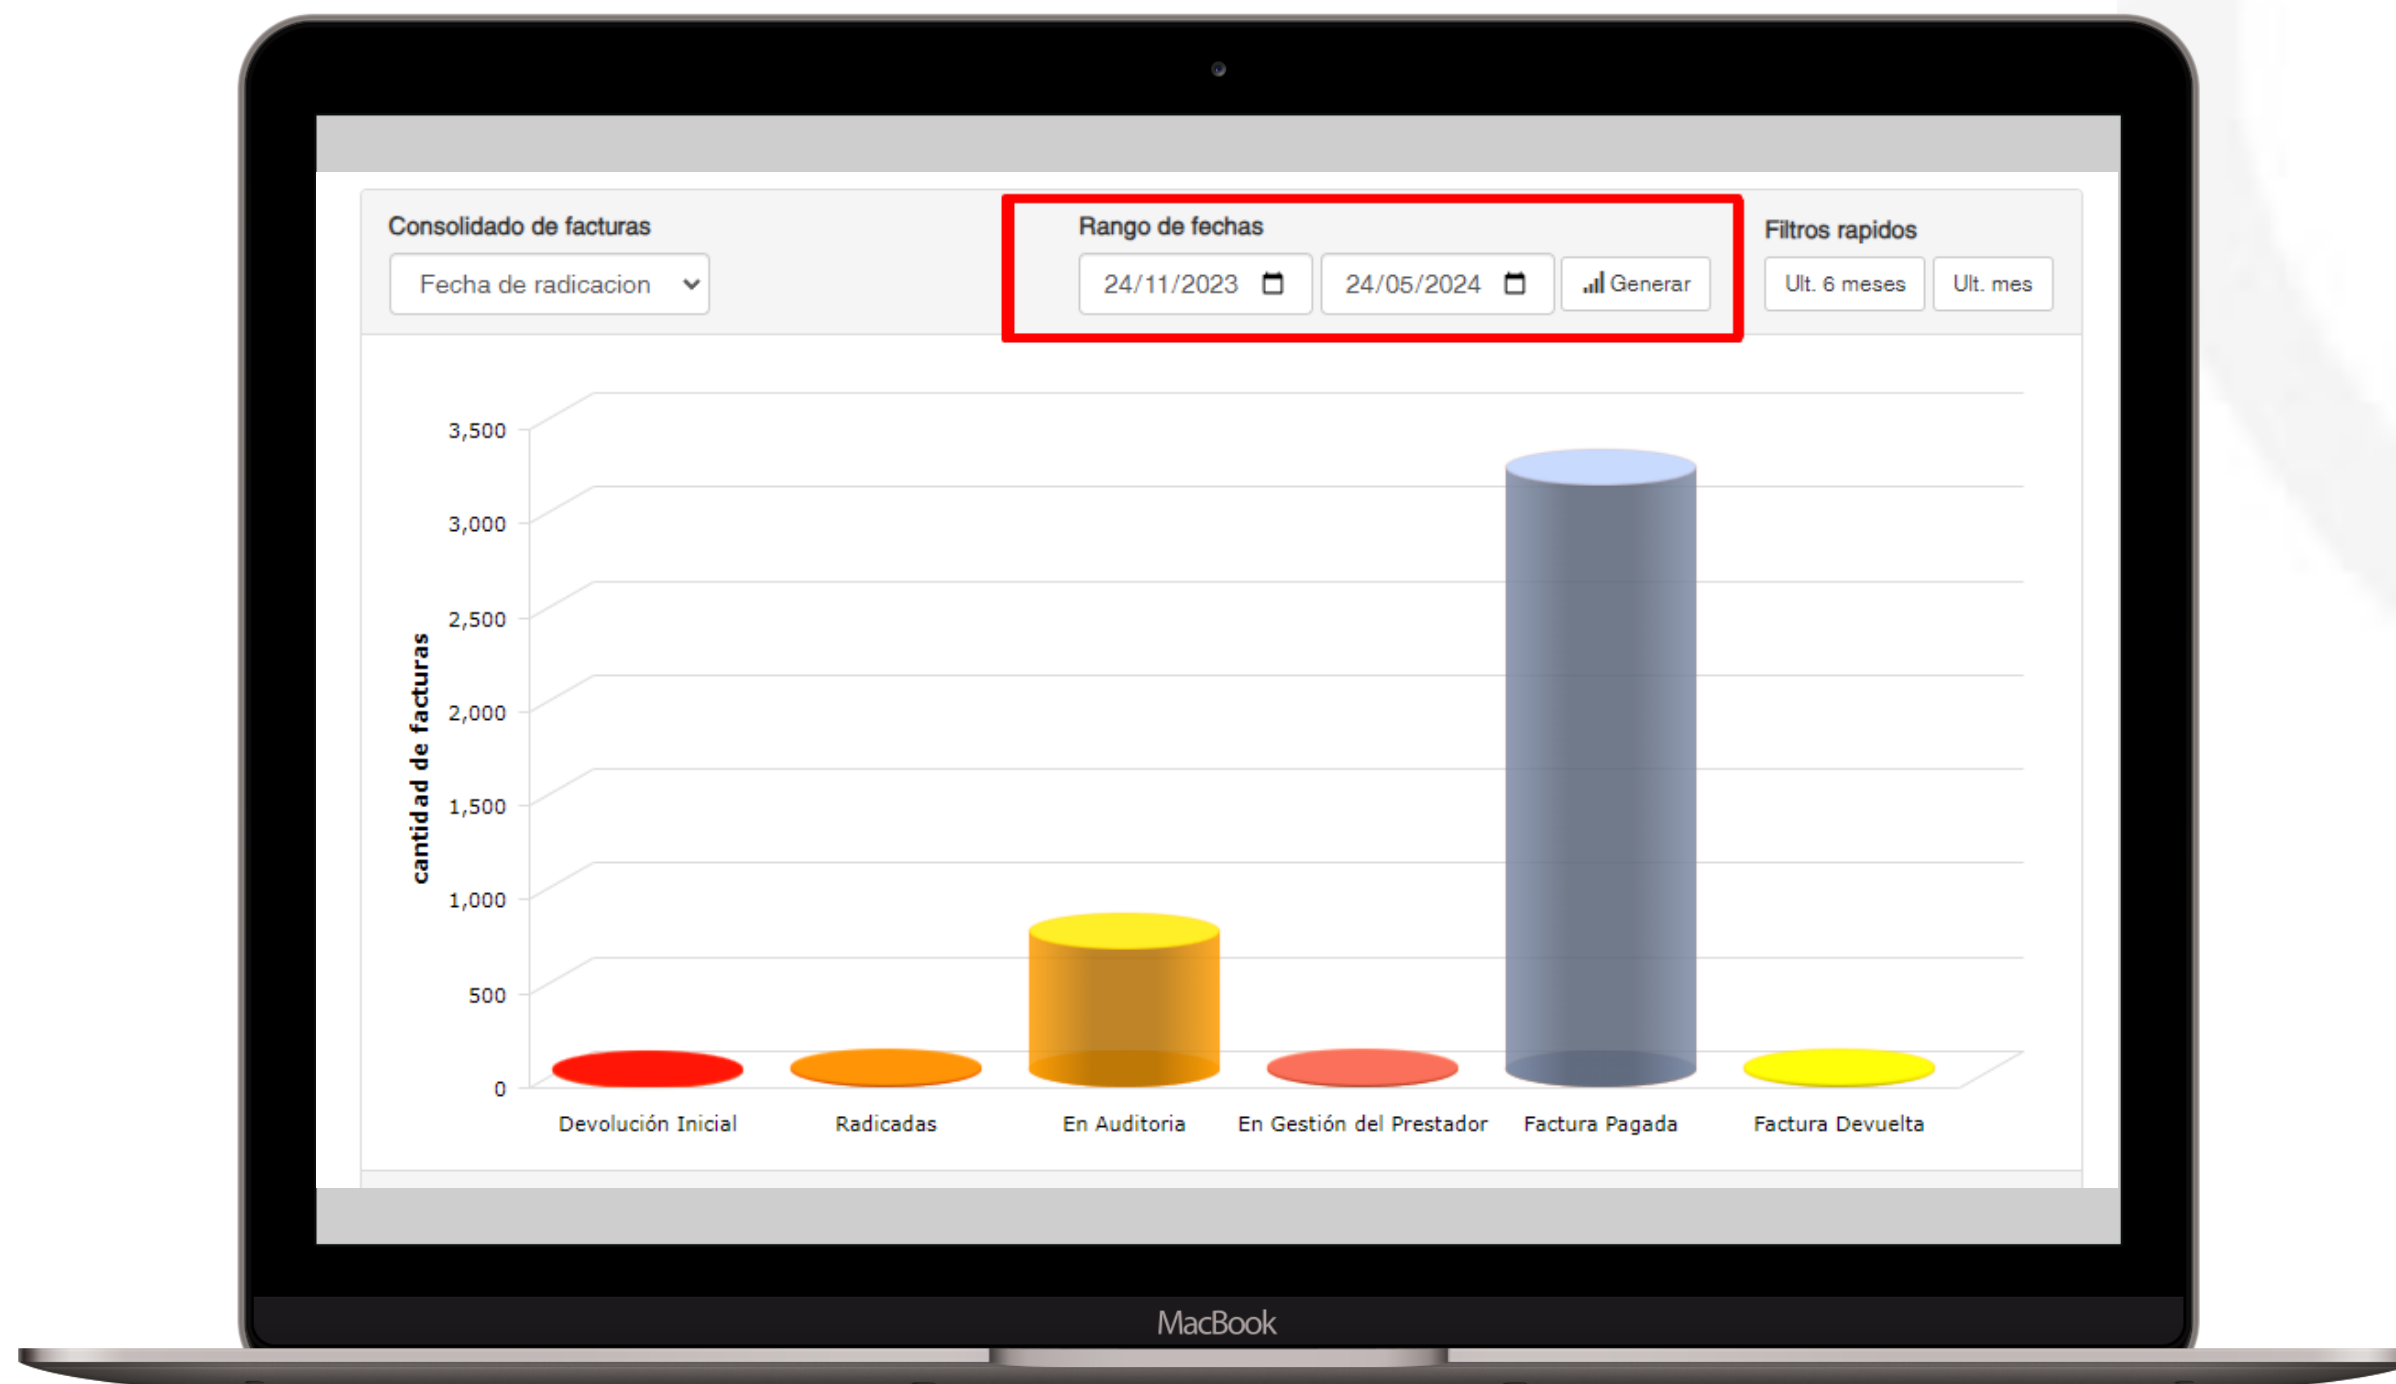 Consolidado de facturas
Fecha de radicacion
Rango de fechas
24/11/2023 24/05/2024 Generar
Filtros rapidos
Ult. 6 meses Ult. mes
cantidad de facturas
3,500
3,000
2,500
2,000
1,500
1,000
500
0
Devolución Inicial Radicadas En Auditoria En Gestión del Prestador Factura Pagada Factura Devuelta
MacBook